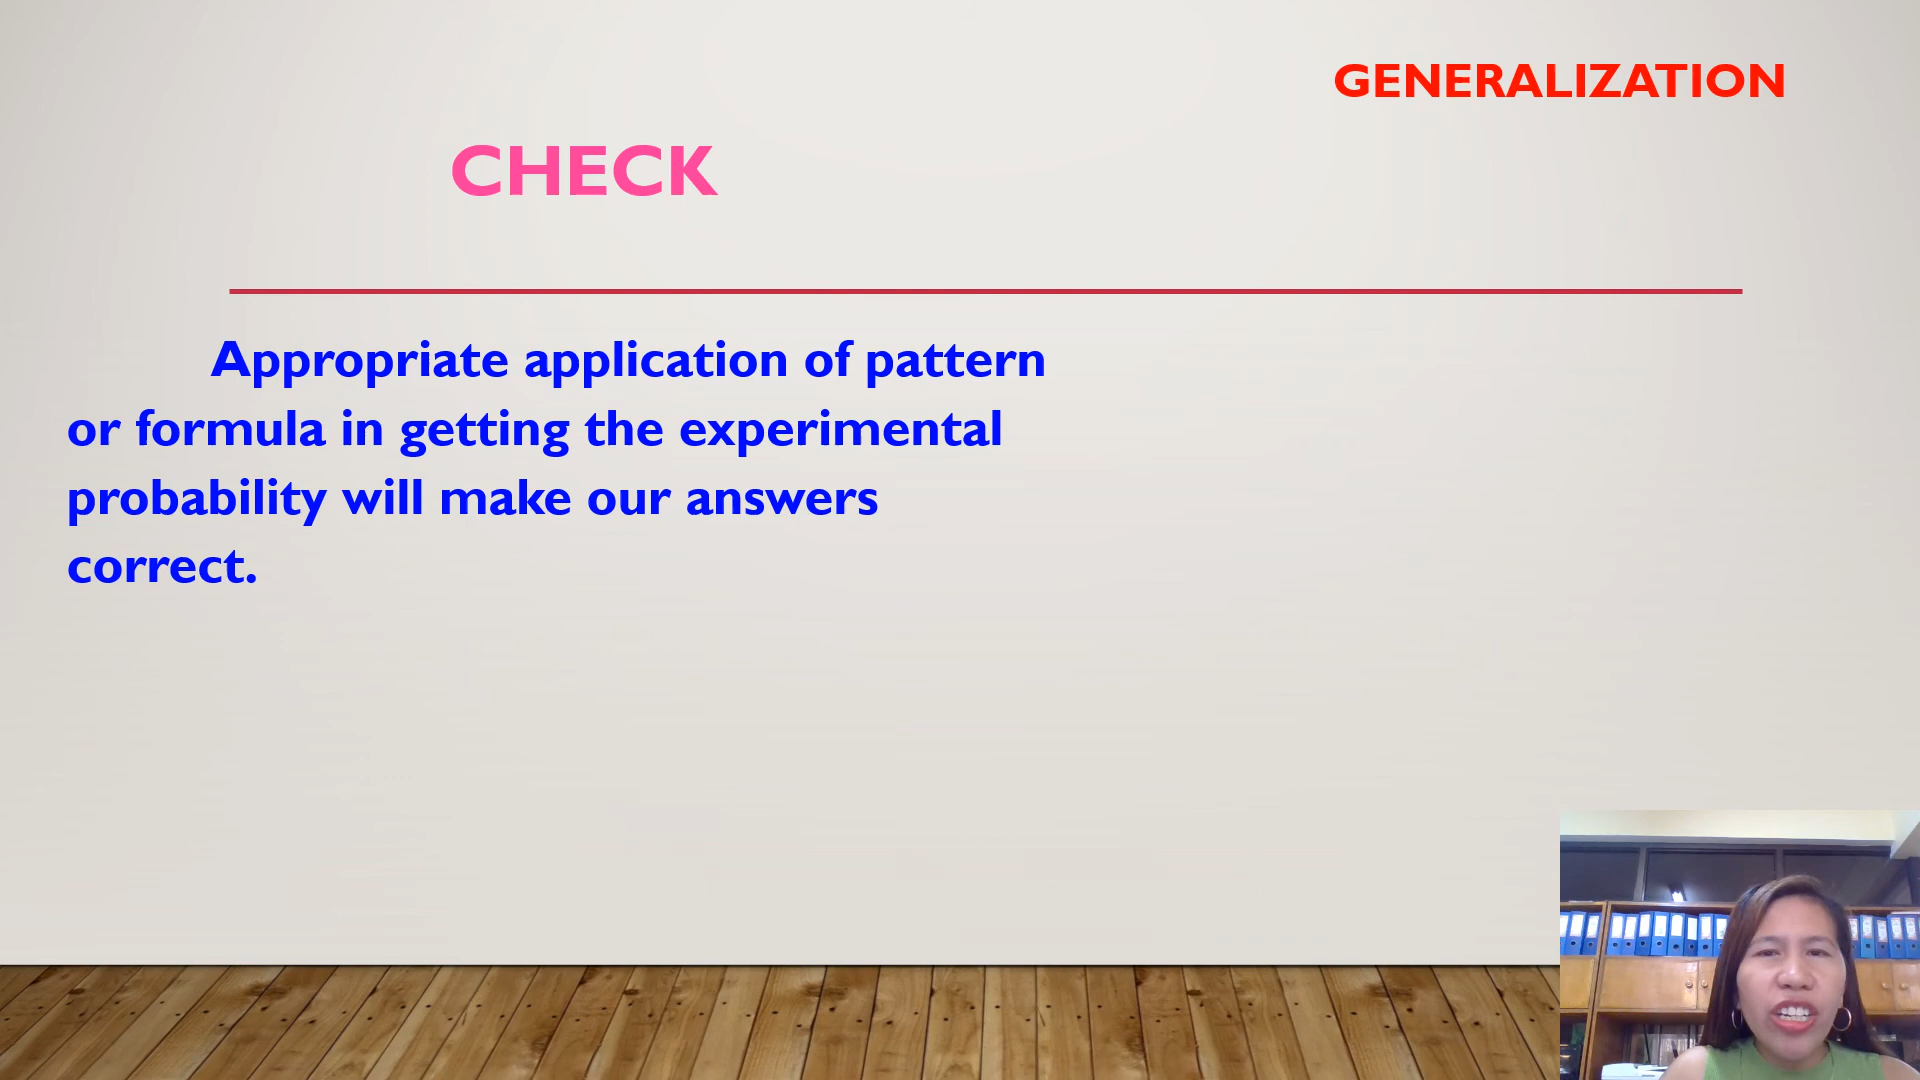 GENERALIZATION
CHECK
Appropriate application of pattern
or formula in getting the experimental
probability will make our answers
correct.